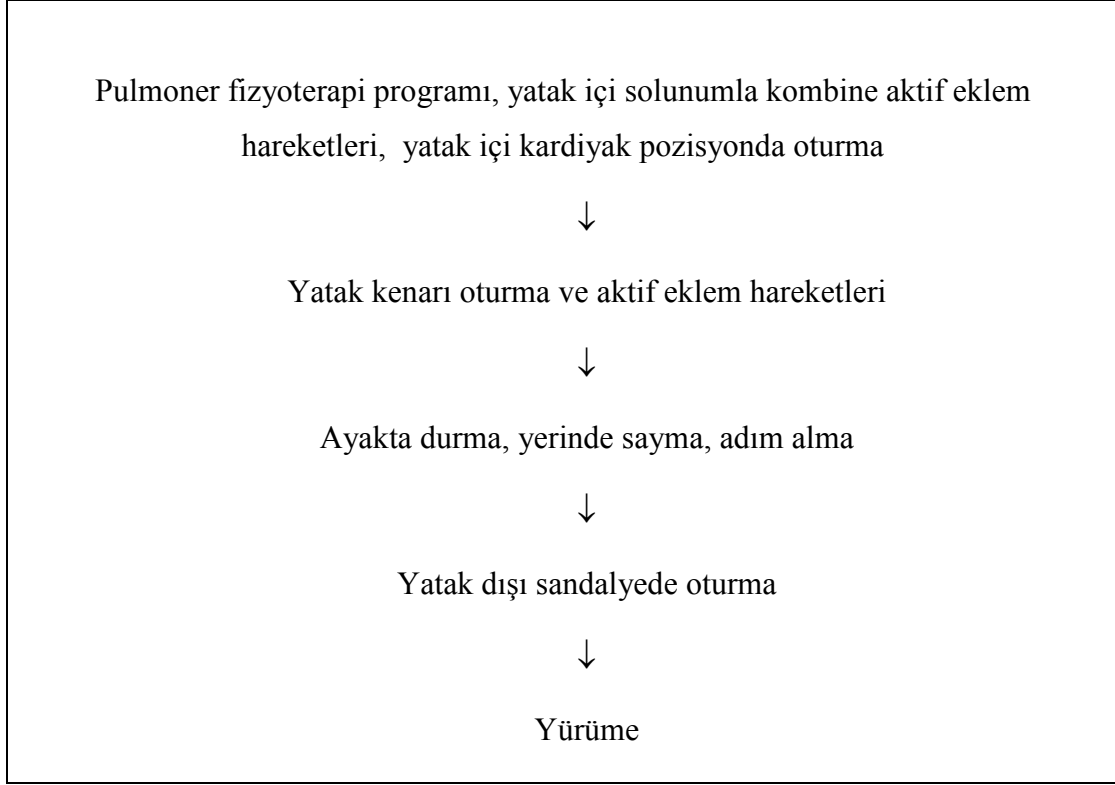 Pulmoner fizyoterapi programı, yatak içi solunumla kombine aktif eklem
hareketleri,  yatak içi kardiyak pozisyonda oturma
↓
Yatak kenarı oturma ve aktif eklem hareketleri
↓
Ayakta durma, yerinde sayma, adım alma
↓
Yatak dışı sandalyede oturma
↓
Yürüme